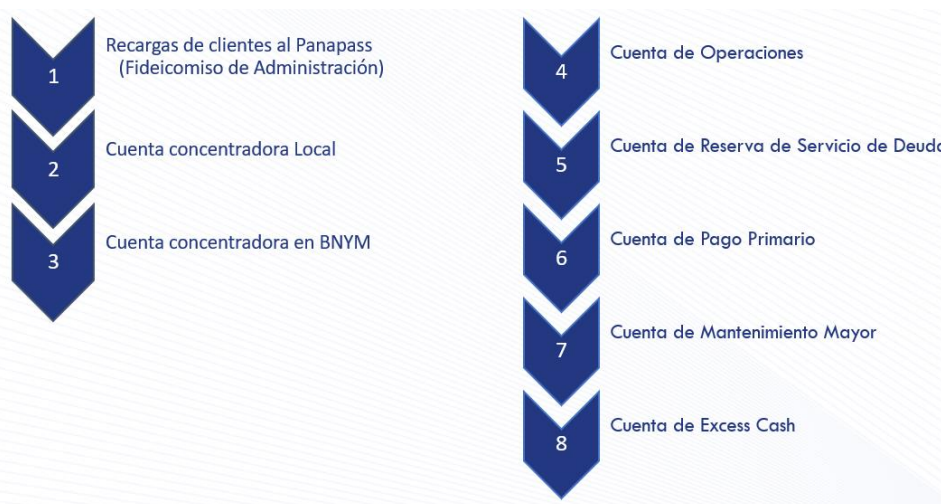 1
Recargas de clientes al Panapass
(Fideicomiso de Administración)
2
Cuenta concentradora Local
3
Cuenta concentradora en BNYM
4
Cuenta de Operaciones
5
Cuenta de Reserva de Servicio de Deuda
6
Cuenta de Pago Primario
7
Cuenta de Mantenimiento Mayor
8
Cuenta de Excess Cash